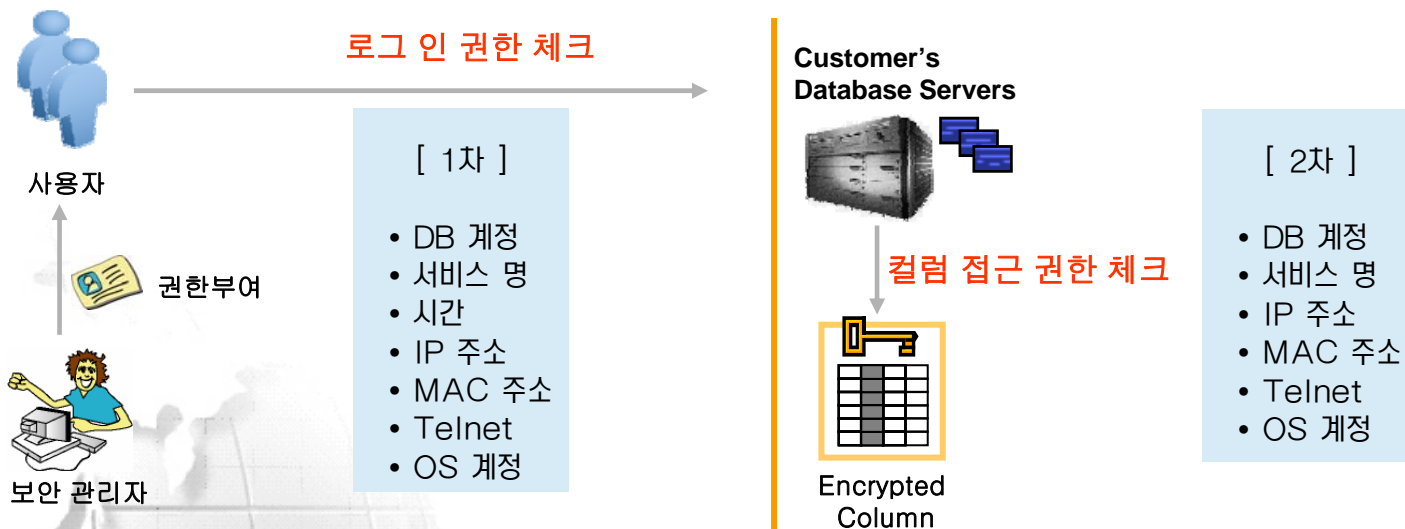 로그 인 권한 체크
사용자
권한부여
보안 관리자
[ 1차 ]
• DB 계정
• 서비스 명
• 시간
• IP 주소
• MAC 주소
• Telnet
• OS 계정
Customer's
Database Servers
컬럼 접근 권한 체크
Encrypted
Column
[ 2차 ]
• DB 계정
• 서비스 명
• IP 주소
• MAC 주소
• Telnet
• OS 계정